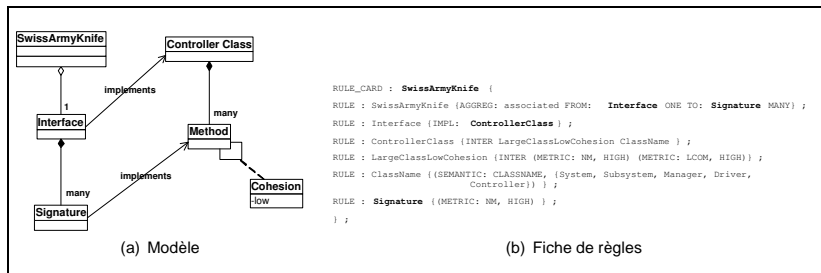 SwissArmyKnife
Controller Class
implements
1
many
Interface
Method
implements
many
Cohesion
-low
Signature
(a) Modèle
RULE_CARD : SwissArmyKnife {
RULE : SwissArmyKnife {AGGREG: associated FROM: Interface ONE TO: Signature MANY} ;
RULE : Interface {IMPL: ControllerClass } ;
RULE : ControllerClass {INTER LargeClassLowCohesion ClassName } ;
RULE : LargeClassLowCohesion {INTER (METRIC: NM, HIGH) (METRIC: LCOM, HIGH)} ;
RULE : ClassName {(SEMANTIC: CLASSNAME, {System, Subsystem, Manager, Driver,
Controller}) } ;
RULE : Signature {(METRIC: NM, HIGH) } ;
} ;
(b) Fiche de règles